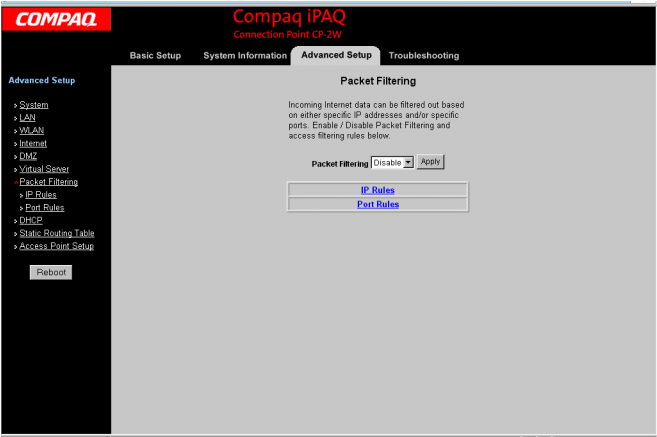 COMPAQ
Compaq iPAQ
Connection Point CP-2W
Basic Setup System Information Advanced Setup Troubleshooting
Advanced Setup
System
LAN
WLAN
Internet
DMZ
Virtual Server
Packet Filtering
IP Rules
Port Rules
DHCP
Static Routing Table
Access Point Setup
Reboot
Packet Filtering
Incoming Internet data can be filtered out based
on either specific IP addresses and/or specific
ports. Enable / Disable Packet Filtering and
access filtering rules below.
Packet Filtering Disable Apply
IP Rules
Port Rules